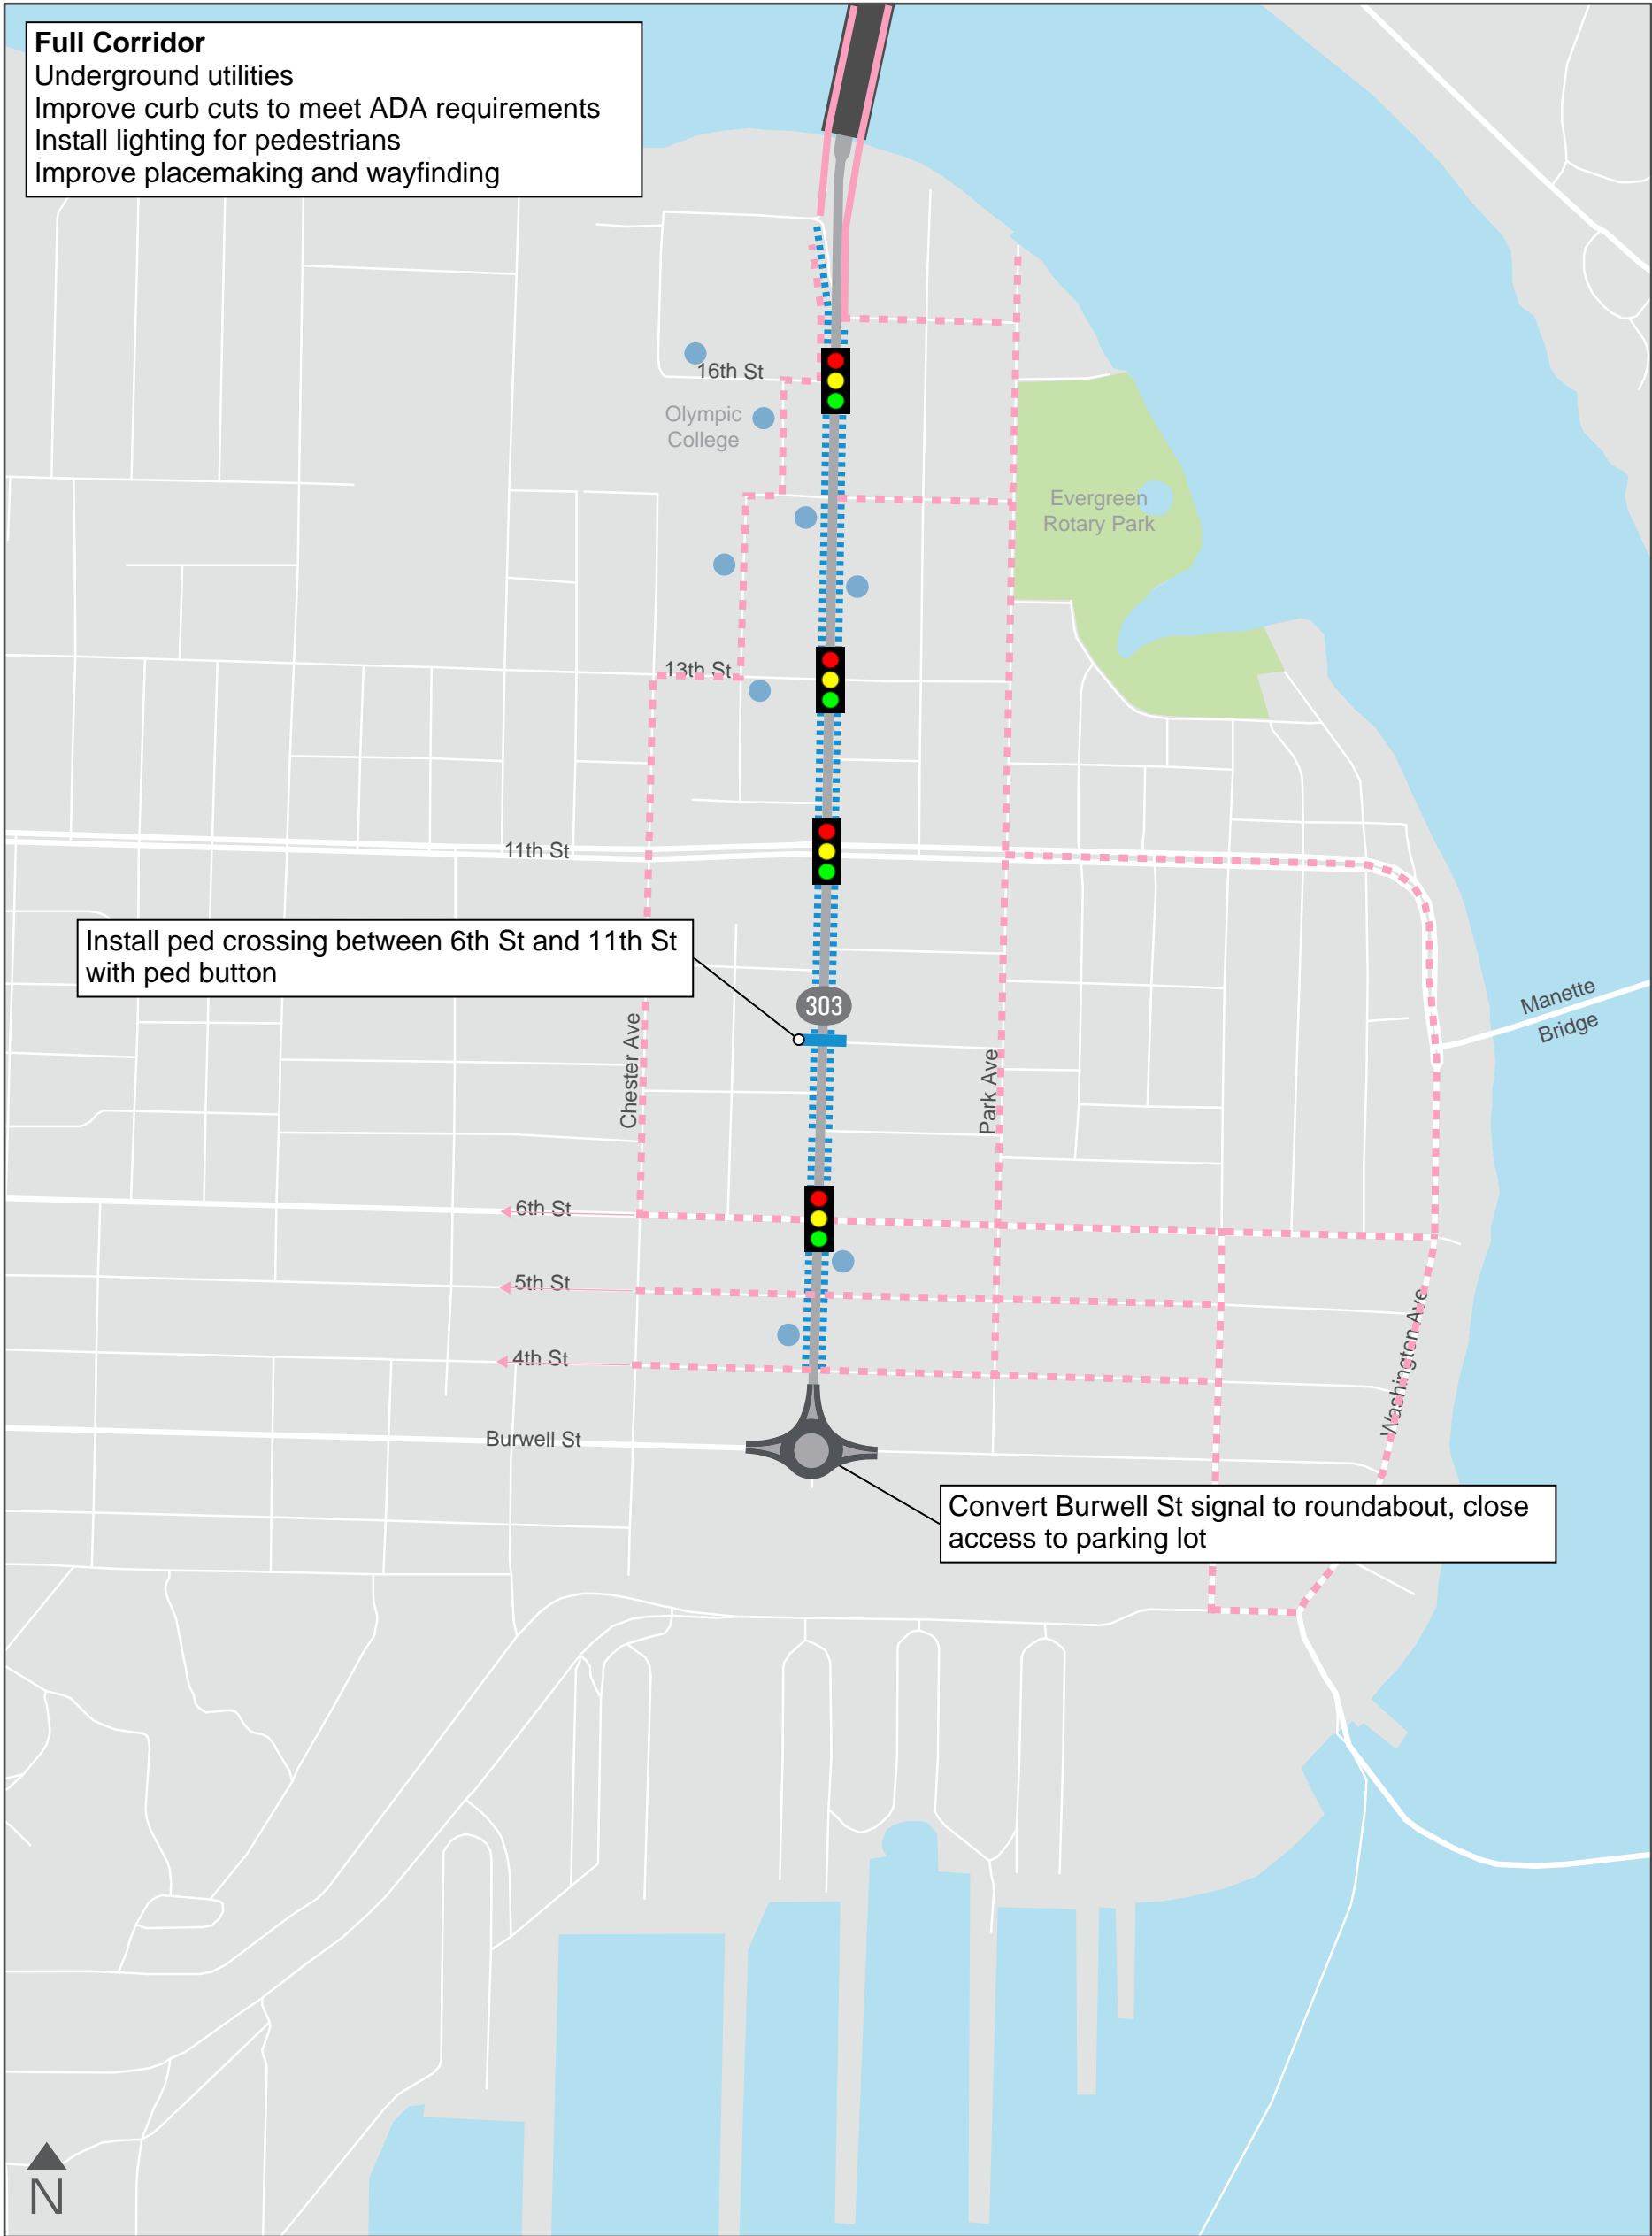 Full Corridor
Underground utilities
Improve curb cuts to meet ADA requirements
Install lighting for pedestrians
Improve placemaking and wayfinding
16th St
Olympic
College
Evergreen
Rotary Park
13th St
11th St
Install ped crossing between 6th St and 11th St
with ped button
303
Manette
Bridge
Chester Ave
Park Ave
6th St
5th St
4th St
Washington Ave
Burwell St
Convert Burwell St signal to roundabout, close
access to parking lot
N